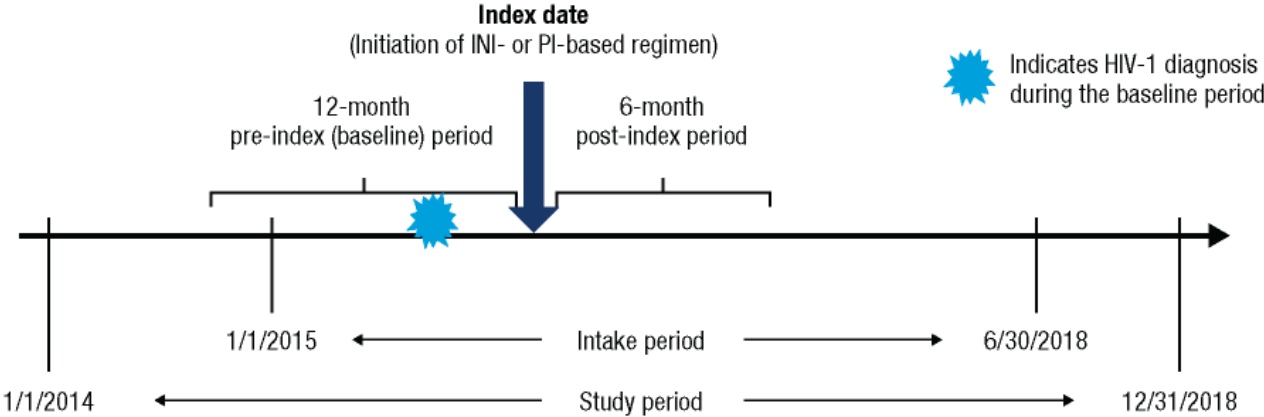 Index date
(Initiation of INI- or PI-based regimen)
Indicates HIV-1 diagnosis
during the baseline period
12-month
pre-index (baseline) period
6-month
post-index period
1/1/2015
Intake period
6/30/2018
1/1/2014
Study period
12/31/2018